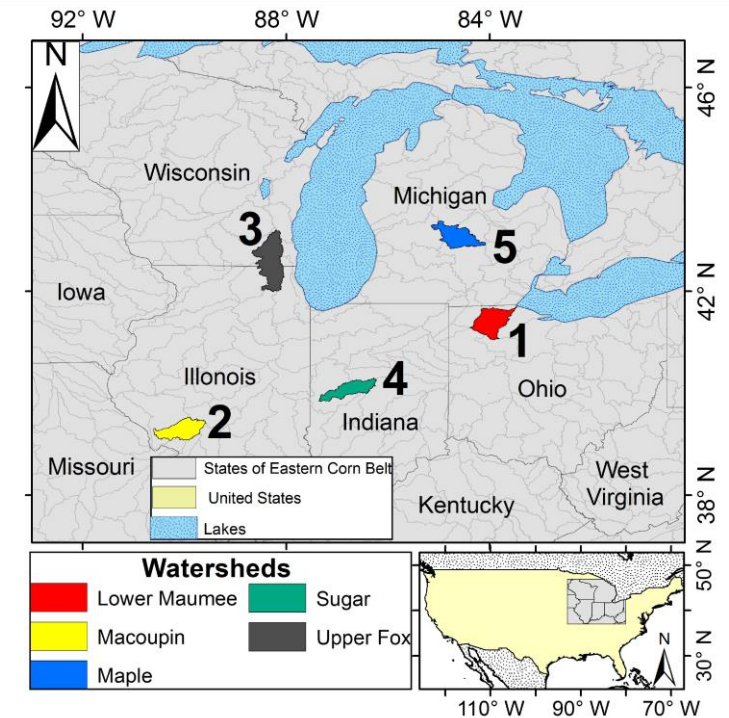 92° W 88° W 84° W
N
46° N
Wisconsin
Michigan
3
5
42° N
Iowa
1
Illonois
4
Ohio
2
Indiana
Missouri
West
Virginia
States of Eastern Corn Belt
United States
Lakes
Kentucky
38° N
Watersheds
Lower Maumee
Sugar
Macoupin
Upper Fox
Maple
50° N
30° N
N
110° W 90° W 70° W